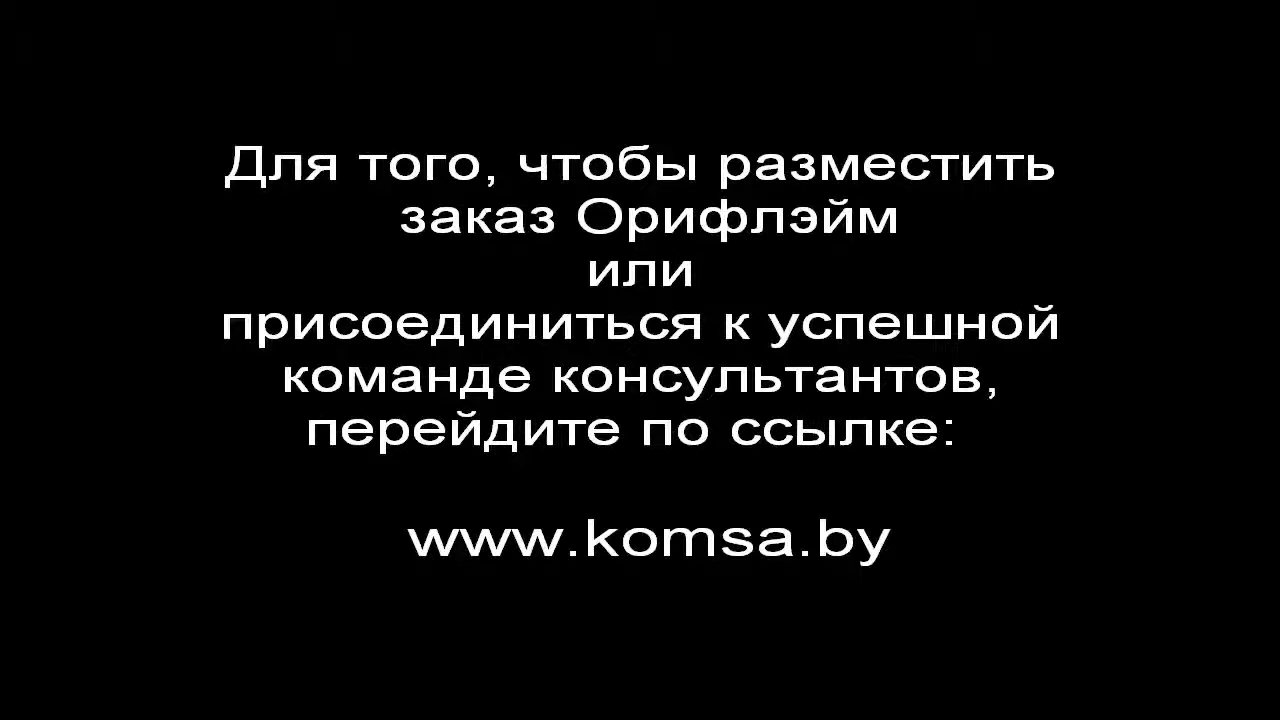 Для того, чтобы разместить
заказ Орифлэйм
или
присоединиться к успешной
команде консультантов,
перейдите по ссылке:
www.komsa.by